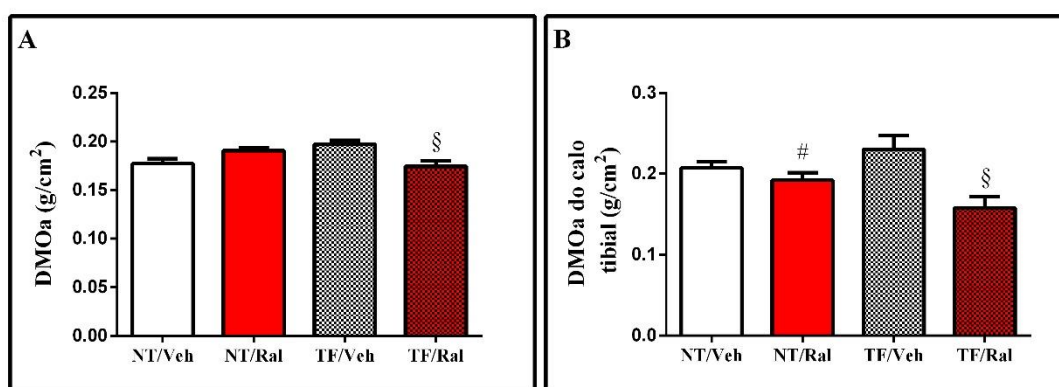 A
DMOa (g/cm²)
0.25
0.20
0.15
0.10
0.05
0.00
§
NT/Veh NT/Ral TF/Veh TF/Ral
B
DMOa do calo
tibial (g/cm²)
0.3
0.2
0.1
0.0
#
§
NT/Veh NT/Ral TF/Veh TF/Ral